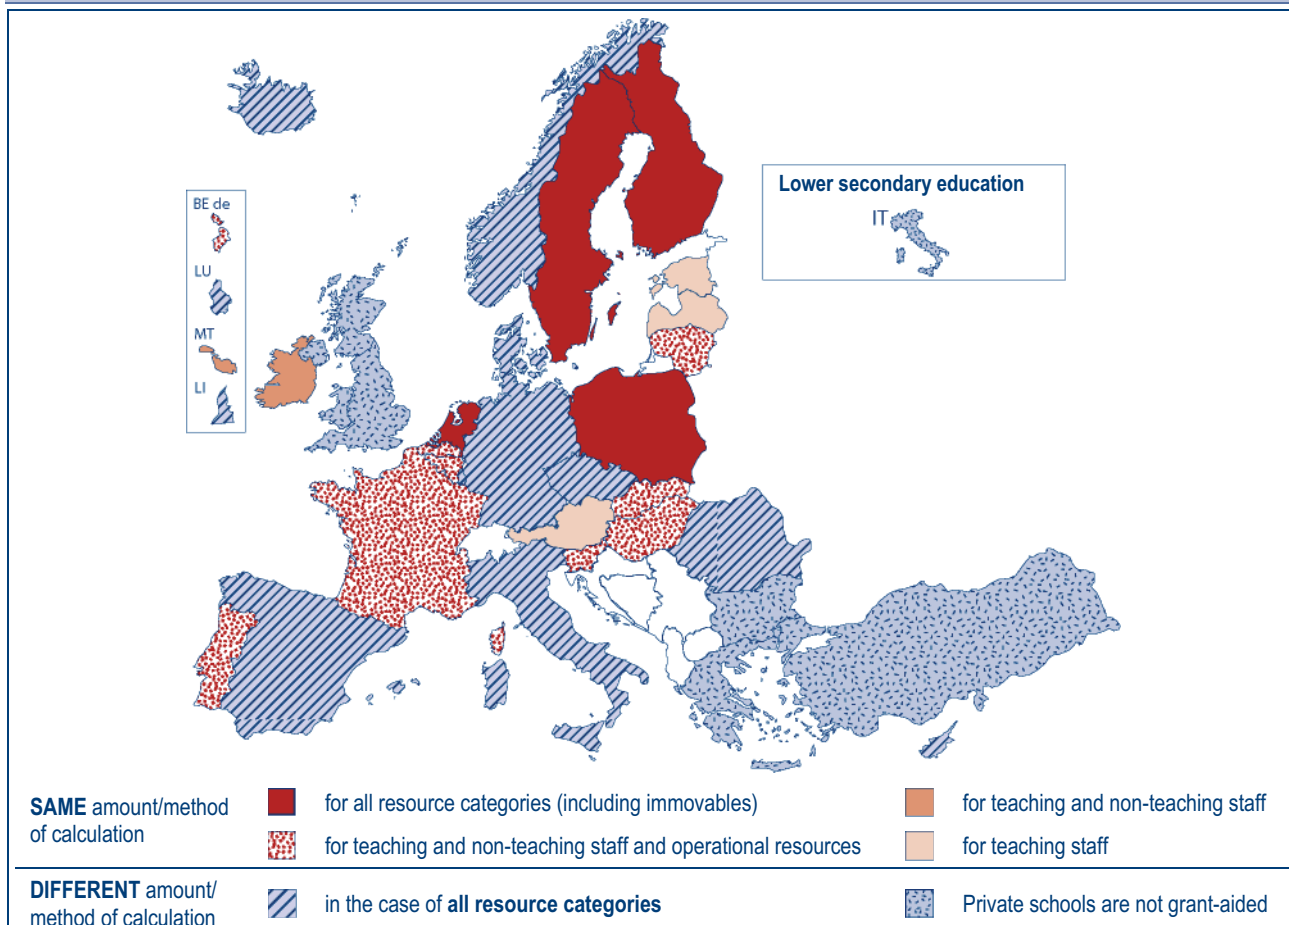 BE de
LU
MT
LI
Lower secondary education
IT
SAME amount/method
of calculation
for all resource categories (including immovables)
for teaching and non-teaching staff
for teaching and non-teaching staff and operational resources
for teaching staff
DIFFERENT amount/
method of calculation
in the case of all resource categories
Private schools are not grant-aided